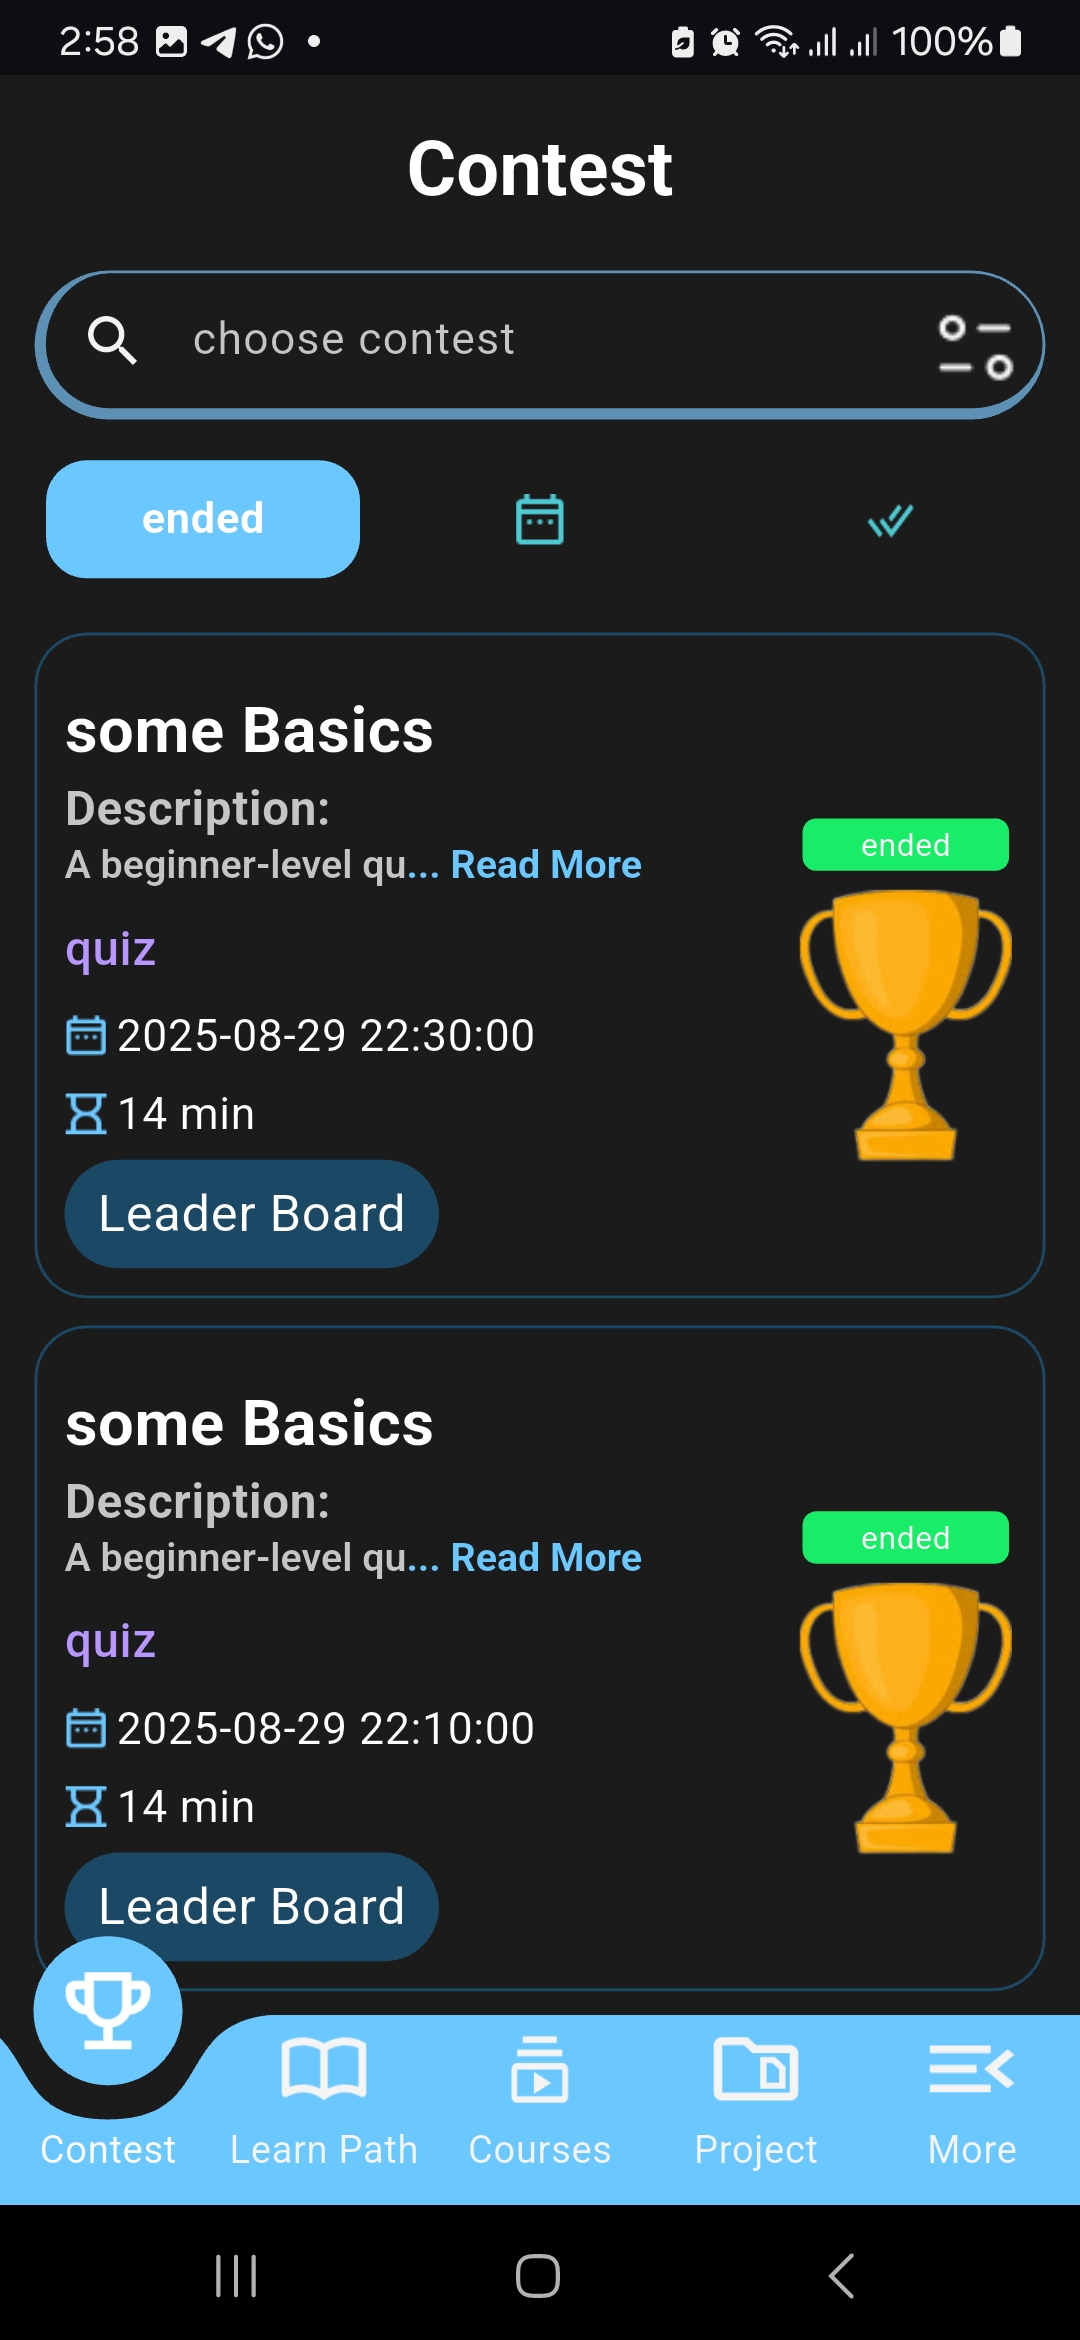 2:58
100%
Contest
choose contest
ended
some Basics
Description:
A beginner-level qu... Read More
ended
quiz
2025-08-29 22:30:00
14 min
Leader Board
some Basics
Description:
A beginner-level qu... Read More
ended
quiz
2025-08-29 22:10:00
14 min
Leader Board
Contest
Learn Path
Courses
Project
More